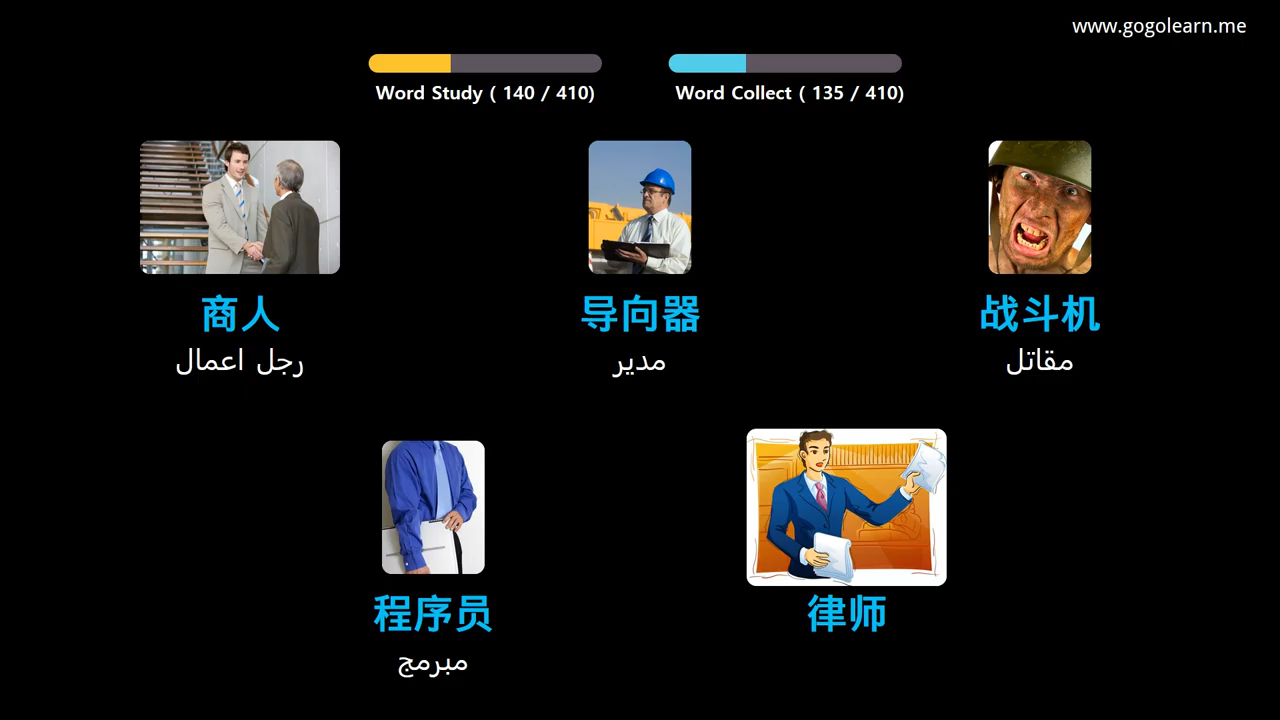 www.gogolearn.me
Word Study ( 140 / 410)
Word Collect ( 135 / 410)
商人
导向器
战斗机
رجل اعمال
مدير
مقاتل
程序员
律师
مبرمج